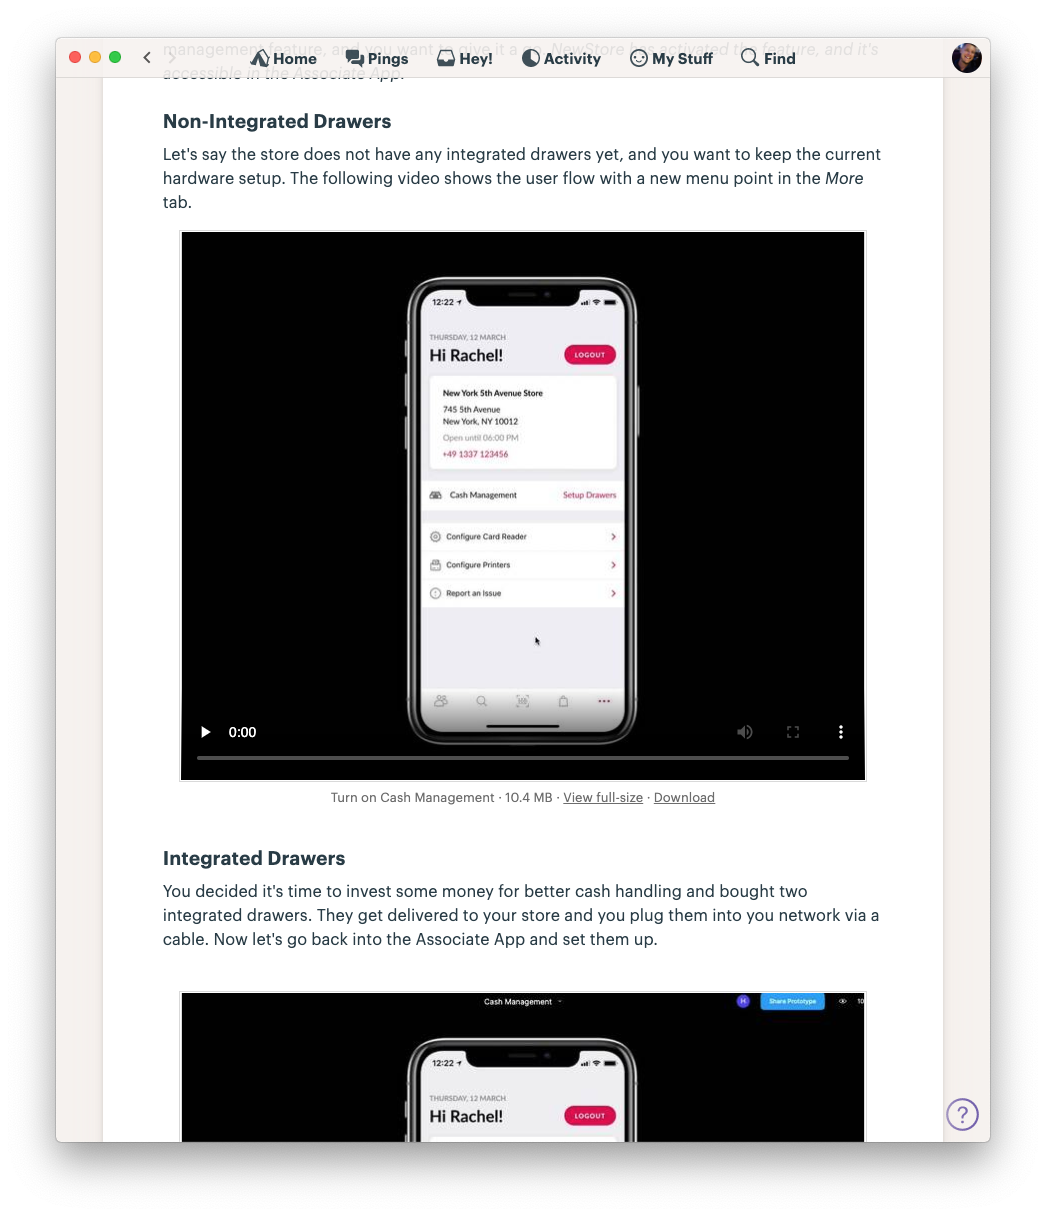 management feature, and you want to give it a go. NewStore has activated the feature, and it's
Home Pings Hey! Activity My Stuff Find
accessible in the Associate App.
Non-Integrated Drawers
Let's say the store does not have any integrated drawers yet, and you want to keep the current
hardware setup. The following video shows the user flow with a new menu point in the More
tab.
12:22
THURSDAY, 12 MARCH
Hi Rachel!
LOGOUT
New York 5th Avenue Store
745 5th Avenue
New York, NY 10012
Open until 06:00 PM
+49 1337 123456
Cash Management Setup Drawers
Configure Card Reader
Configure Printers
Report an Issue
0:00
Turn on Cash Management · 10.4 MB · View full-size · Download
Integrated Drawers
You decided it's time to invest some money for better cash handling and bought two
integrated drawers. They get delivered to your store and you plug them into you network via a
cable. Now let's go back into the Associate App and set them up.
Cash Management H Share Prototype 10
12:22
THURSDAY, 12 MARCH
Hi Rachel!
LOGOUT
?